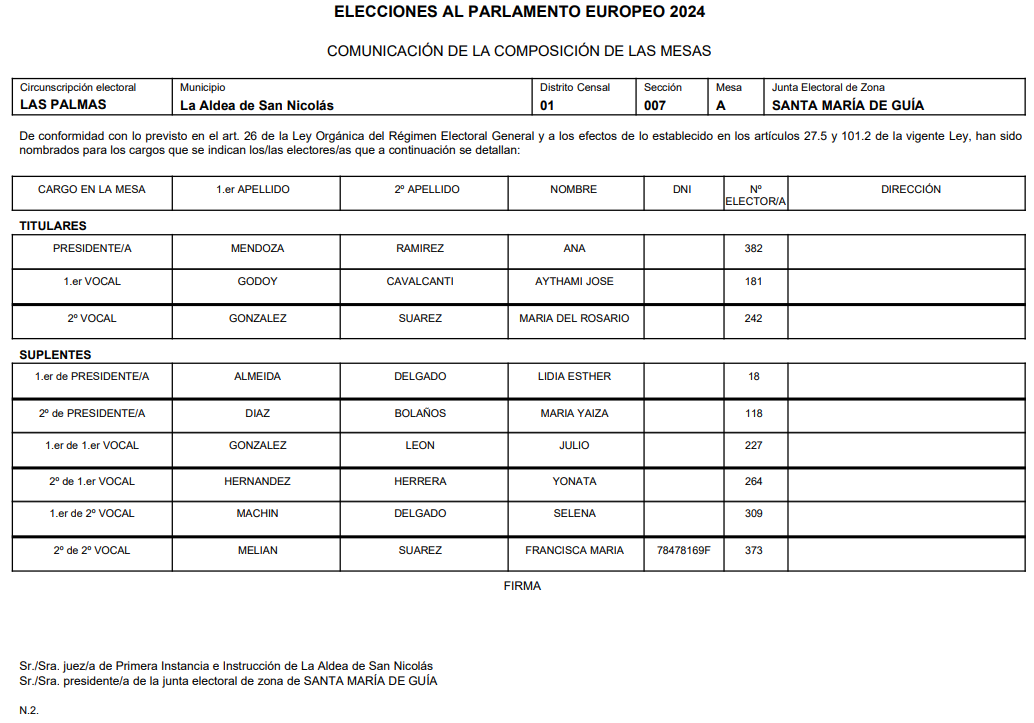 ELECCIONES AL PARLAMENTO EUROPEO 2024
COMUNICACIÓN DE LA COMPOSICIÓN DE LAS MESAS
Circunscripción electoral Municipio Distrito Censal Sección Mesa Junta Electoral de Zona
LAS PALMAS La Aldea de San Nicolás 01 007 A SANTA MARÍA DE GUÍA
De conformidad con lo previsto en el art. 26 de la Ley Orgánica del Régimen Electoral General y a los efectos de lo establecido en los artículos 27.5 y 101.2 de la vigente Ley, han sido
nombrados para los cargos que se indican los/las electores/as que a continuación se detallan:
CARGO EN LA MESA 1.er APELLIDO 2º APELLIDO NOMBRE DNI Nº ELECTOR/A DIRECCIÓN
TITULARES
PRESIDENTE/A MENDOZA RAMIREZ ANA 382
1.er VOCAL GODOY CAVALCANTI AYTHAMI JOSE 181
2º VOCAL GONZALEZ SUAREZ MARIA DEL ROSARIO 242
SUPLENTES
1.er de PRESIDENTE/A ALMEIDA DELGADO LIDIA ESTHER 18
2º de PRESIDENTE/A DIAZ BOLAÑOS MARIA YAIZA 118
1.er de 1.er VOCAL GONZALEZ LEON JULIO 227
2º de 1.er VOCAL HERNANDEZ HERRERA YONATA 264
1.er de 2º VOCAL MACHIN DELGADO SELENA 309
2º de 2º VOCAL MELIAN SUAREZ FRANCISCA MARIA 78478169F 373
FIRMA
Sr./Sra. juez/a de Primera Instancia e Instrucción de La Aldea de San Nicolás
Sr./Sra. presidente/a de la junta electoral de zona de SANTA MARÍA DE GUÍA
N.2.